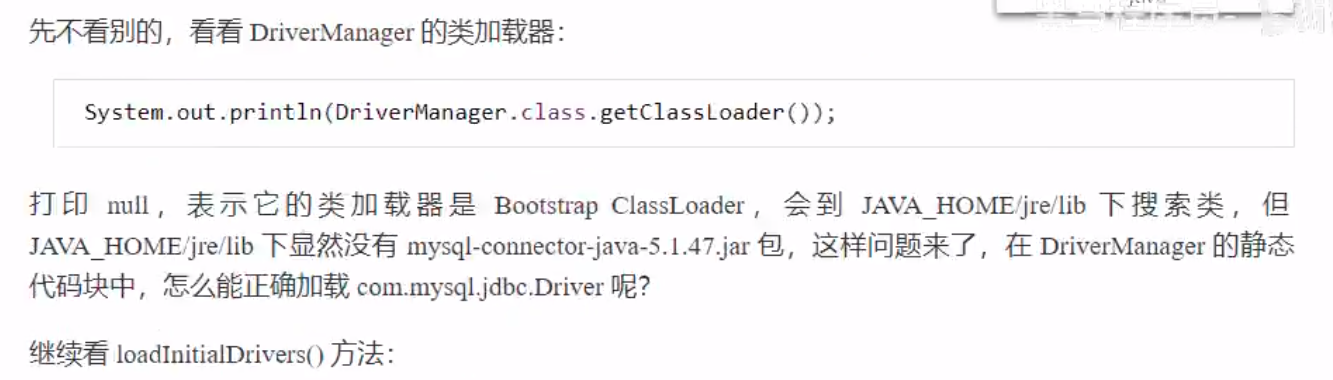 先不看别的，看看 DriverManager 的类加载器：
System.out.println(DriverManager.class.getClassLoader());
打印 null，表示它的类加载器是 Bootstrap ClassLoader，会到 JAVA_HOME/jre/lib 下搜索类，但
JAVA_HOME/jre/lib 下显然没有 mysql-connector-java-5.1.47.jar 包，这样问题来了，在 DriverManager 的静态
代码块中，怎么能正确加载 com.mysql.jdbc.Driver 呢？
继续看 loadInitialDrivers() 方法：